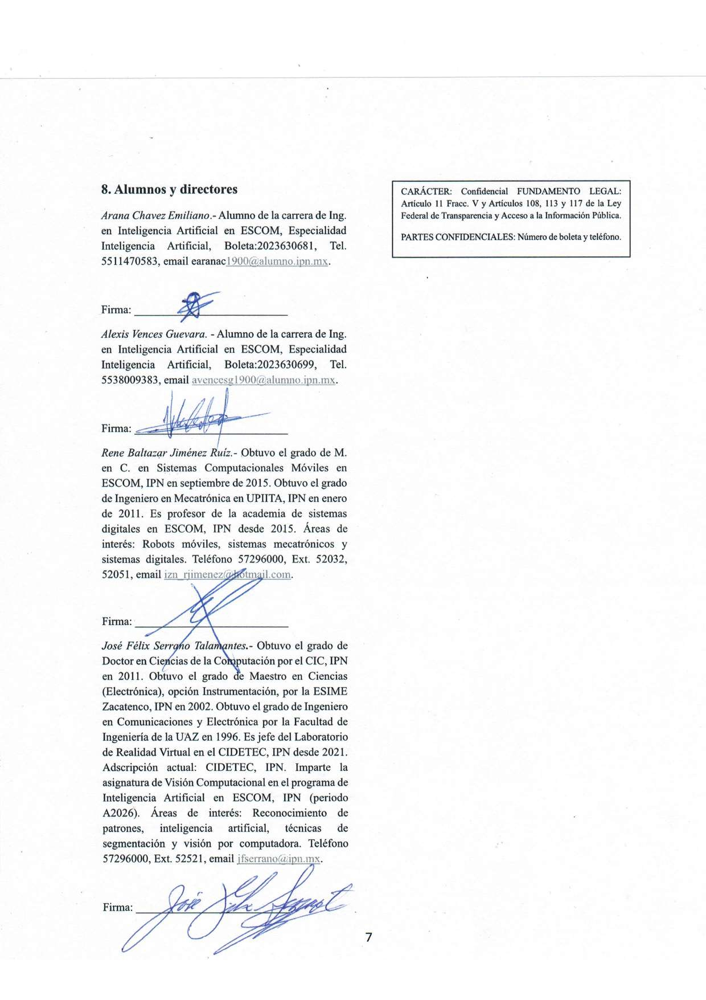 8. Alumnos y directores
Arana Chavez Emiliano.- Alumno de la carrera de Ing.
en Inteligencia Artificial en ESCOM, Especialidad
Inteligencia Artificial, Boleta:2023630681, Tel.
5511470583, email earanac1900@alumno.ipn.mx.
Firma:
Alexis Vences Guevara. - Alumno de la carrera de Ing.
en Inteligencia Artificial en ESCOM, Especialidad
Inteligencia Artificial, Boleta:2023630699, Tel.
5538009383, email avencesg1900@alumno.ipn.mx.
Firma:
Rene Baltazar Jiménez Ruíz.- Obtuvo el grado de M.
en C. en Sistemas Computacionales Móviles en
ESCOM, IPN en septiembre de 2015. Obtuvo el grado
de Ingeniero en Mecatrónica en UPIITA, IPN en enero
de 2011. Es profesor de la academia de sistemas
digitales en ESCOM, IPN desde 2015. Áreas de
interés: Robots móviles, sistemas mecatrónicos y
sistemas digitales. Teléfono 57296000, Ext. 52032,
52051, email izn_rjimenez@hotmail.com.
Firma:
José Félix Serrano Talamantes.- Obtuvo el grado de
Doctor en Ciencias de la Computación por el CIC, IPN
en 2011. Obtuvo el grado de Maestro en Ciencias
(Electrónica), opción Instrumentación, por la ESIME
Zacatenco, IPN en 2002. Obtuvo el grado de Ingeniero
en Comunicaciones y Electrónica por la Facultad de
Ingeniería de la UAZ en 1996. Es jefe del Laboratorio
de Realidad Virtual en el CIDETEC, IPN desde 2021.
Adscripción actual: CIDETEC, IPN. Imparte la
asignatura de Visión Computacional en el programa de
Inteligencia Artificial en ESCOM, IPN (periodo
A2026). Áreas de interés: Reconocimiento de
patrones, inteligencia artificial, técnicas de
segmentación y visión por computadora. Teléfono
57296000, Ext. 52521, email jfserrano@ipn.mx.
Firma: José Félix Serrano T
CARÁCTER: Confidencial FUNDAMENTO LEGAL:
Artículo 11 Fracc. V y Artículos 108, 113 y 117 de la Ley
Federal de Transparencia y Acceso a la Información Pública.
PARTES CONFIDENCIALES: Número de boleta y teléfono.
7